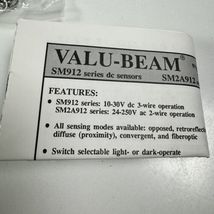 VALU-BEAM®
SM912 series dc sensors SM2A912
FEATURES:
• SM912 series: 10-30V dc 3-wire operation
SM2A912 series: 24-250V ac 2-wire operation
• All sensing modes available: opposed, retroreflec
diffuse (proximity), convergent, and fiberoptic
• Switch selectable light- or dark-operate